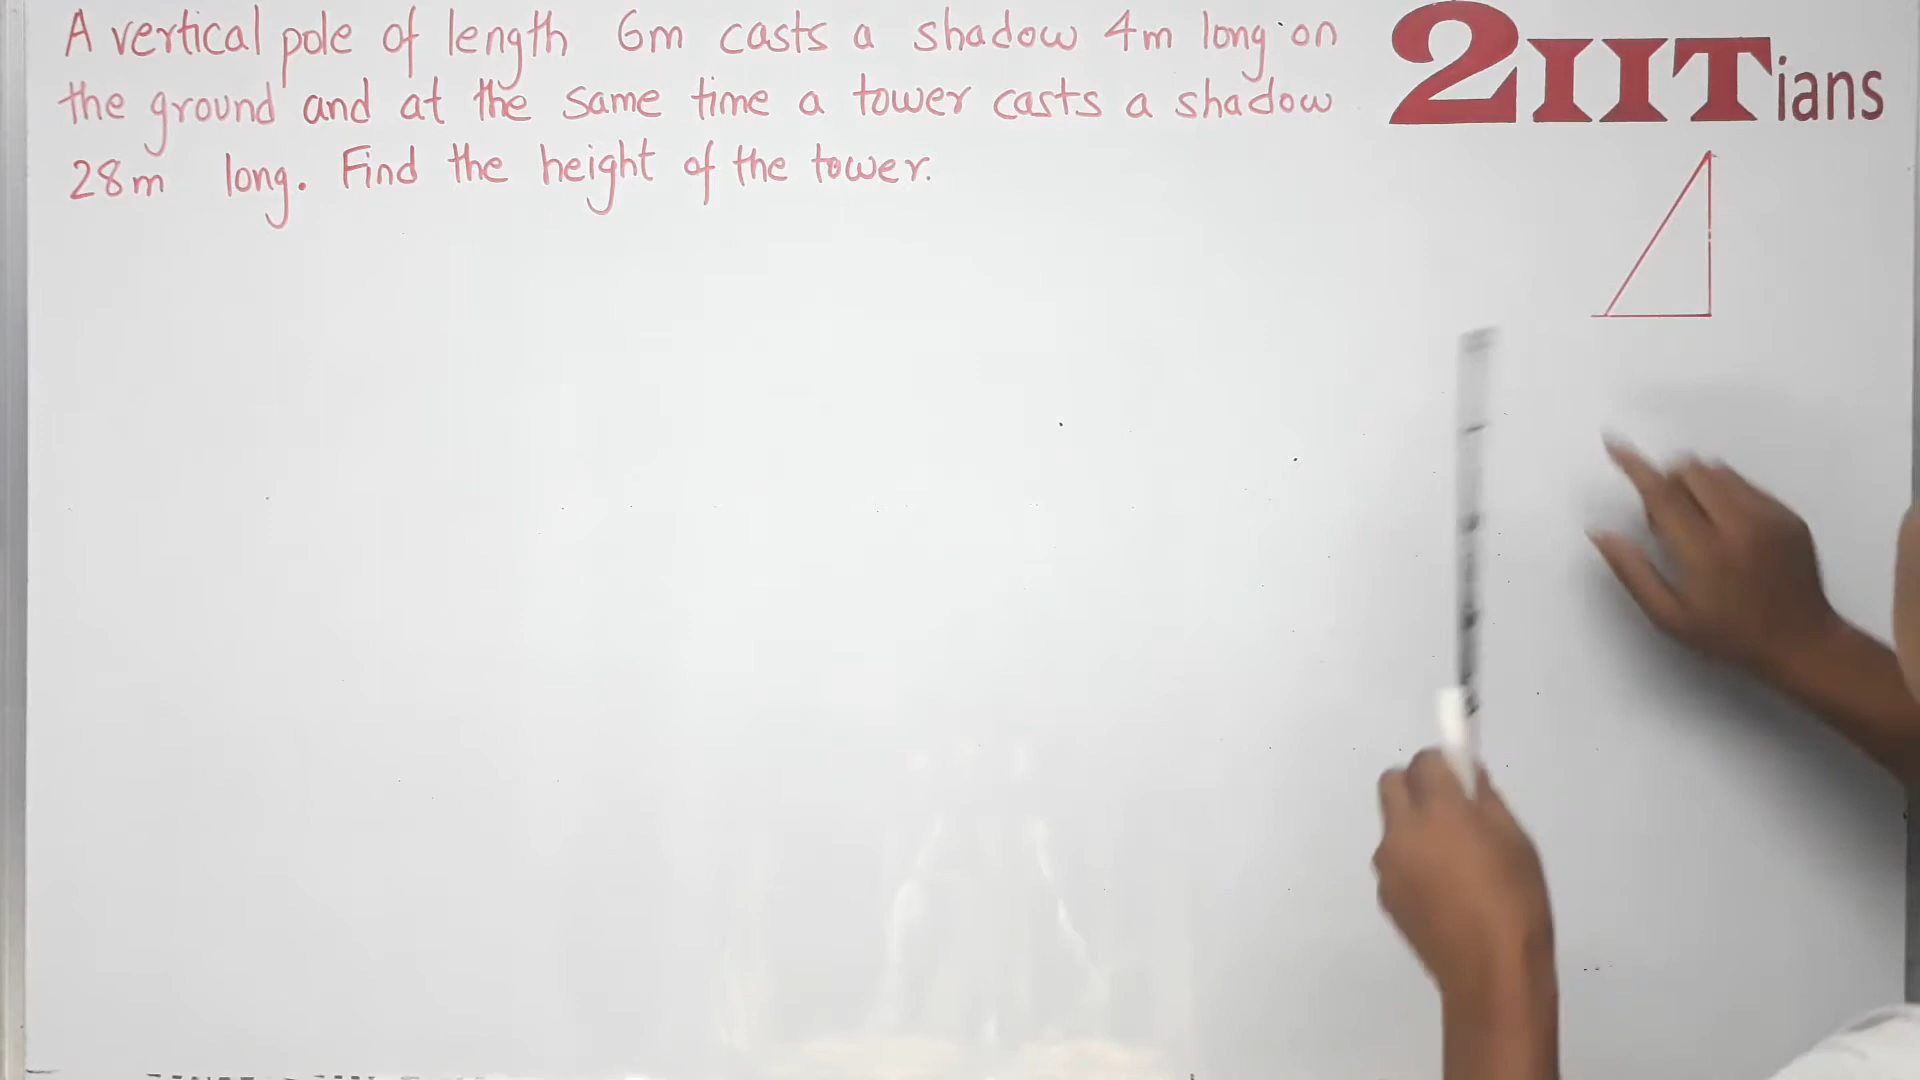 A vertical pole of length 6m casts a shadow 4m long on
the ground and at the same time a tower casts a shadow
28m long. Find the height of the tower.
2IITians